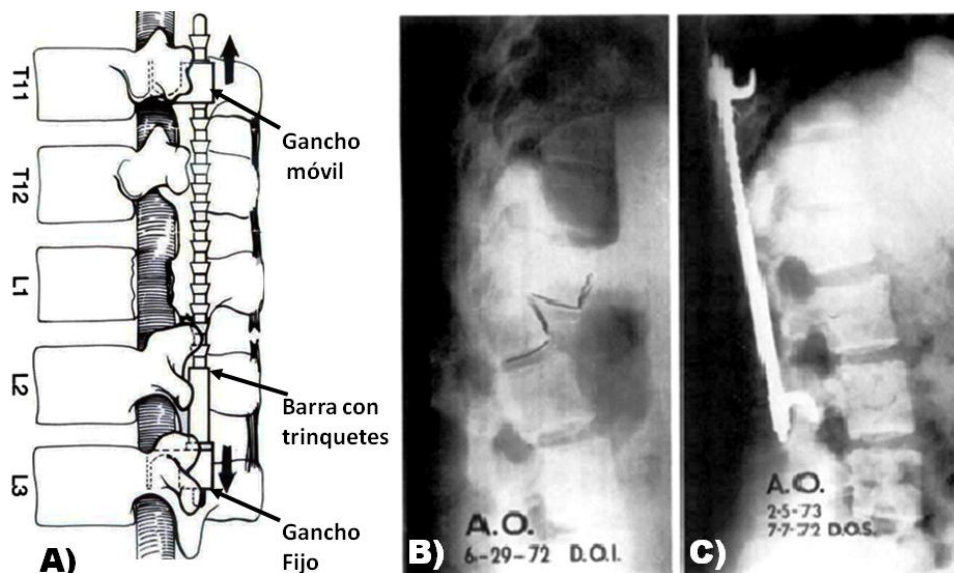 T11
T12
L1
L2
L3
Gancho
móvil
Barra con
trinquetes
Gancho
Fijo
A)
A.O.
6-29-72 D.O.I.
B)
A.O.
2-5-73
7-7-72 D.O.S.
C)